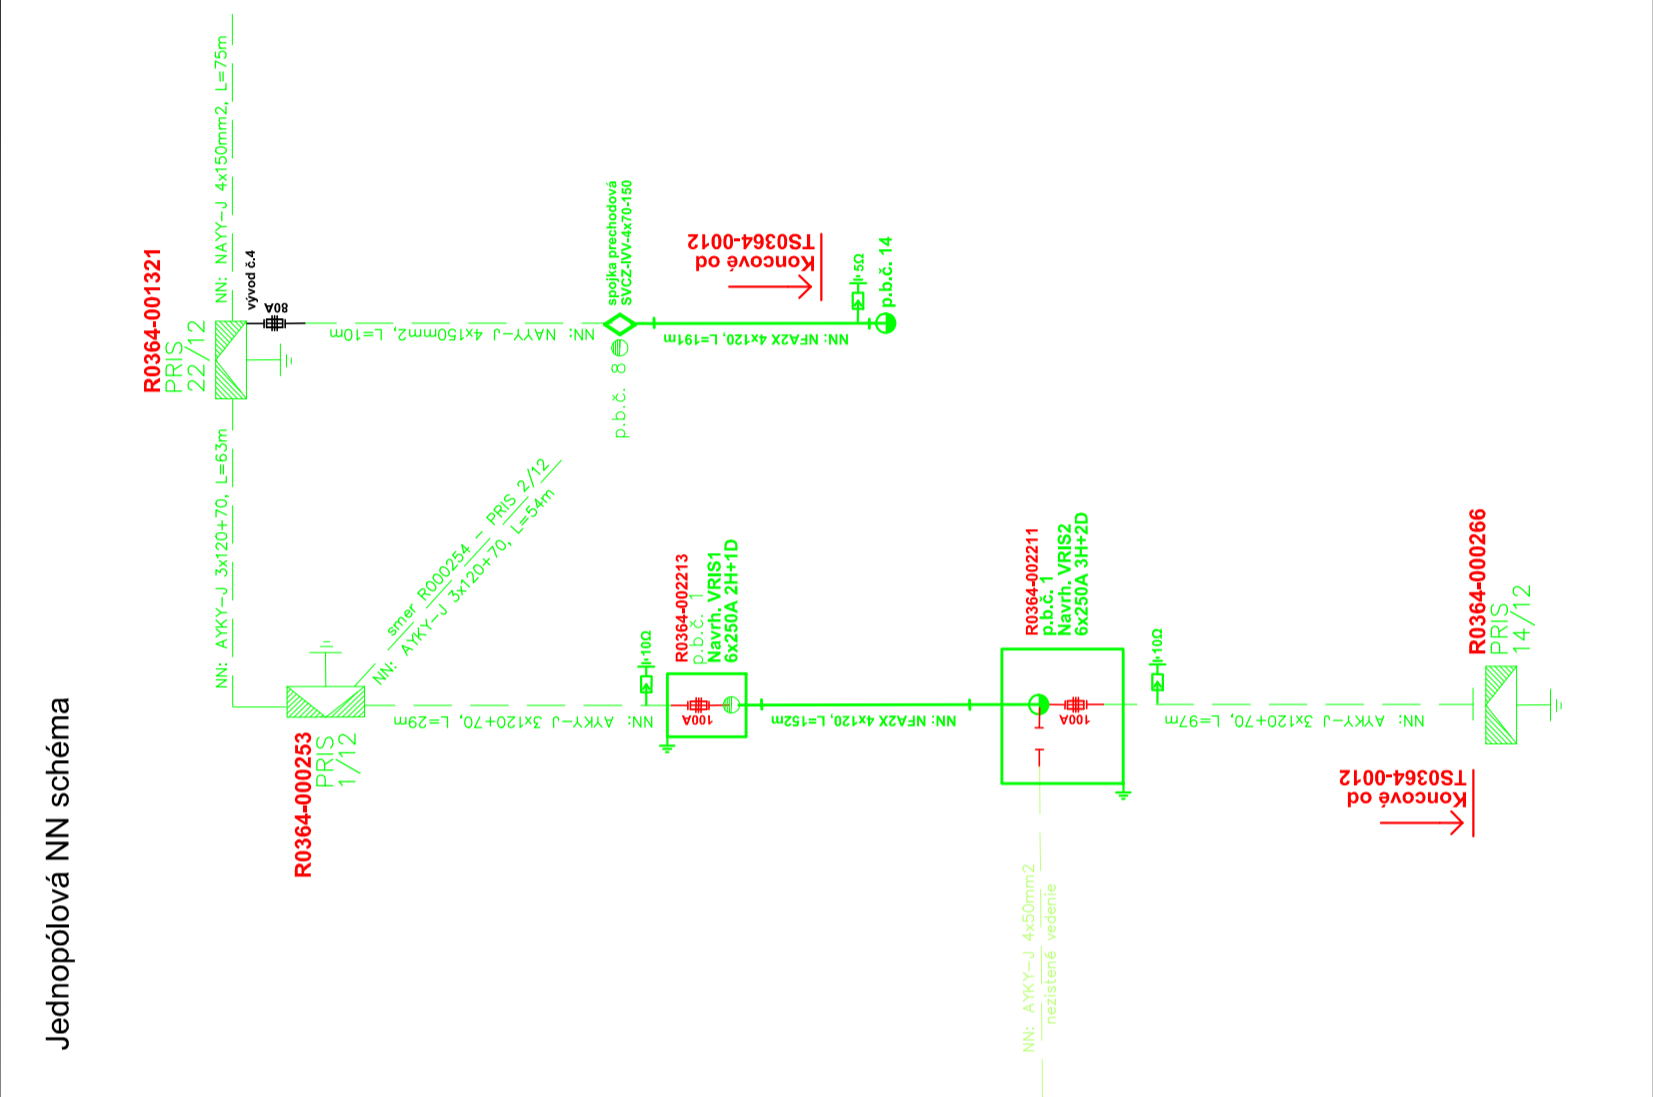 Jednopólová NN schéma
R0364-001321
PRIS
22/12
NN: NAYY-J 4x150mm2, L=75m
vývod č.4
80A
NN: NAYY-J 4x150mm2, L=10m
spojka prechodová
SVCZ-IVV-4x70-150
p.b.č. 8
NN: NFA2X 4x120, L=191m
Koncové od
TS0364-0012
5Ω
p.b.č. 14
NN: AYKY-J 3x120+70, L=63m
R0364-000253
PRIS
1/12
smer R000254 - PRIS 2/12
NN: AYKY-J 3x120+70, L=54m
NN: AYKY-J 3x120+70, L=29m
10Ω
R0364-002213
p.b.č. 1
Navrh. VRIS1
6x250A 2H+1D
100A
NN: NFA2X 4x120, L=152m
R0364-002211
p.b.č. 1
Navrh. VRIS2
6x250A 3H+2D
100A
10Ω
NN: AYKY-J 3x120+70, L=97m
NN: AYKY-J 4x50mm2
nezistené vedenie
R0364-000266
PRIS
14/12
Koncové od
TS0364-0012